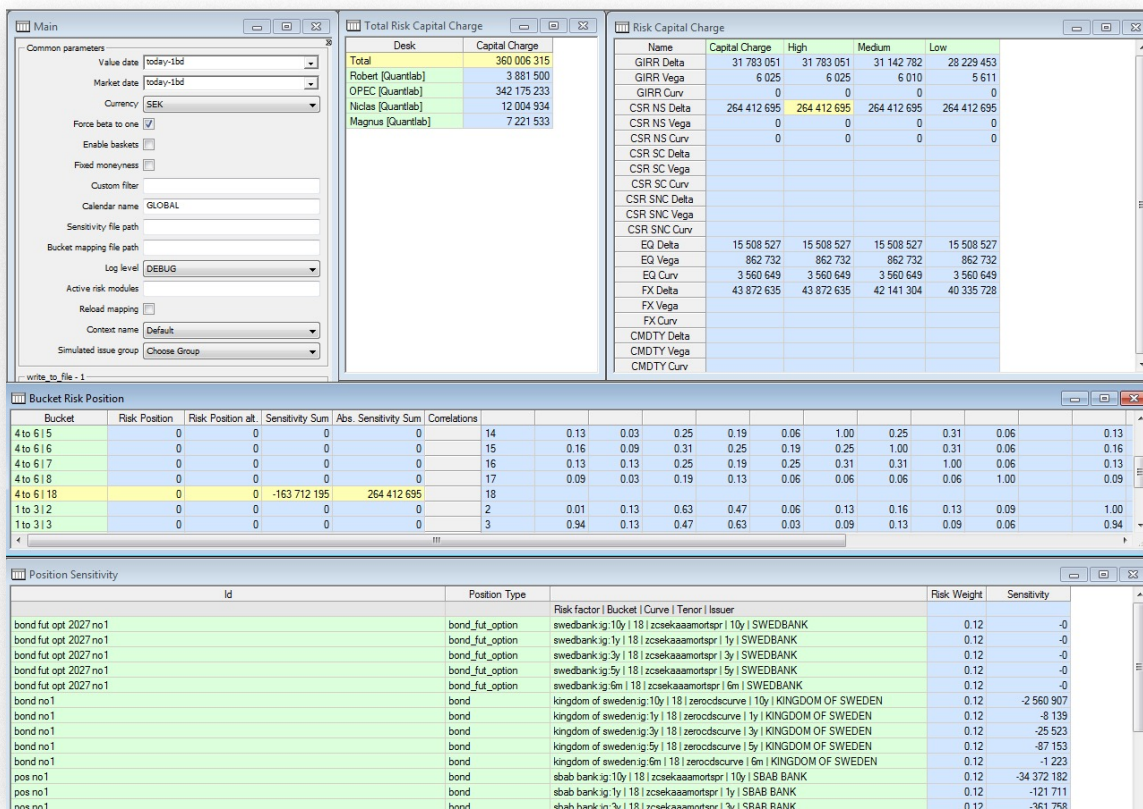 Main
Common parameters
Value date today-1bd
Market date today-1bd
Currency SEK
Force beta to one
Enable baskets
Fixed moneyness
Custom filter
Calendar name GLOBAL
Sensitivity file path
Bucket mapping file path
Log level DEBUG
Active risk modules
Reload mapping
Context name Default
Simulated issue group Choose Group
write_to_file - 1
Total Risk Capital Charge
Desk Capital Charge
Total 360 006 315
Robert [Quantlab] 3 881 500
OPEC [Quantlab] 342 175 233
Niclas [Quantlab] 12 004 934
Magnus [Quantlab] 7 221 533
Risk Capital Charge
Name Capital Charge High Medium Low
GIRR Delta 31 783 051 31 783 051 31 142 782 28 229 453
GIRR Vega 6 025 6 025 6 010 5 611
GIRR Curv 0 0 0 0
CSR NS Delta 264 412 695 264 412 695 264 412 695 264 412 695
CSR NS Vega 0 0 0 0
CSR NS Curv 0 0 0 0
CSR SC Delta
CSR SC Vega
CSR SC Curv
CSR SNC Delta
CSR SNC Vega
CSR SNC Curv
EQ Delta 15 508 527 15 508 527 15 508 527 15 508 527
EQ Vega 862 732 862 732 862 732 862 732
EQ Curv 3 560 649 3 560 649 3 560 649 3 560 649
FX Delta 43 872 635 43 872 635 42 141 304 40 335 728
FX Vega
FX Curv
CMDTY Delta
CMDTY Vega
CMDTY Curv
Bucket Risk Position
Bucket Risk Position Risk Position alt. Sensitivity Sum Abs. Sensitivity Sum Correlations
4 to 6 | 5 0 0 0 0 14 0.13 0.03 0.25 0.19 0.06 1.00 0.25 0.31 0.06 0.13
4 to 6 | 6 0 0 0 0 15 0.16 0.09 0.31 0.25 0.19 0.25 1.00 0.31 0.06 0.16
4 to 6 | 7 0 0 0 0 16 0.13 0.13 0.25 0.19 0.25 0.31 0.31 1.00 0.06 0.13
4 to 6 | 8 0 0 0 0 17 0.09 0.03 0.19 0.13 0.06 0.06 0.06 0.06 1.00 0.09
4 to 6 | 18 0 0 -163 712 195 264 412 695 18
1 to 3 | 2 0 0 0 0 2 0.01 0.13 0.63 0.47 0.06 0.13 0.16 0.13 0.09 1.00
1 to 3 | 3 0 0 0 0 3 0.94 0.13 0.47 0.63 0.03 0.09 0.13 0.09 0.06 0.94
Position Sensitivity
Id Position Type Risk Weight Sensitivity
Risk factor | Bucket | Curve | Tenor | Issuer
bond fut opt 2027 no1 bond_fut_option swedbank:ig:10y | 18 | zcsekaaamortspr | 10y | SWEDBANK 0.12 -0
bond fut opt 2027 no1 bond_fut_option swedbank:ig:1y | 18 | zcsekaaamortspr | 1y | SWEDBANK 0.12 -0
bond fut opt 2027 no1 bond_fut_option swedbank:ig:3y | 18 | zcsekaaamortspr | 3y | SWEDBANK 0.12 -0
bond fut opt 2027 no1 bond_fut_option swedbank:ig:5y | 18 | zcsekaaamortspr | 5y | SWEDBANK 0.12 -0
bond fut opt 2027 no1 bond_fut_option swedbank:ig:6m | 18 | zcsekaaamortspr | 6m | SWEDBANK 0.12 -0
bond no1 bond kingdom of sweden:ig:10y | 18 | zerocdscurve | 10y | KINGDOM OF SWEDEN 0.12 -2 560 907
bond no1 bond kingdom of sweden:ig:1y | 18 | zerocdscurve | 1y | KINGDOM OF SWEDEN 0.12 -8 139
bond no1 bond kingdom of sweden:ig:3y | 18 | zerocdscurve | 3y | KINGDOM OF SWEDEN 0.12 -25 523
bond no1 bond kingdom of sweden:ig:5y | 18 | zerocdscurve | 5y | KINGDOM OF SWEDEN 0.12 -87 153
bond no1 bond kingdom of sweden:ig:6m | 18 | zerocdscurve | 6m | KINGDOM OF SWEDEN 0.12 -1 223
pos no1 bond sbab bank:ig:10y | 18 | zcsekaaamortspr | 10y | SBAB BANK 0.12 -34 372 182
pos no1 bond sbab bank:ig:1y | 18 | zcsekaaamortspr | 1y | SBAB BANK 0.12 -121 711
pos no1 bond sbab bank:ig:3y | 18 | zcsekaaamortspr | 3y | SBAB BANK 0.12 -361 758